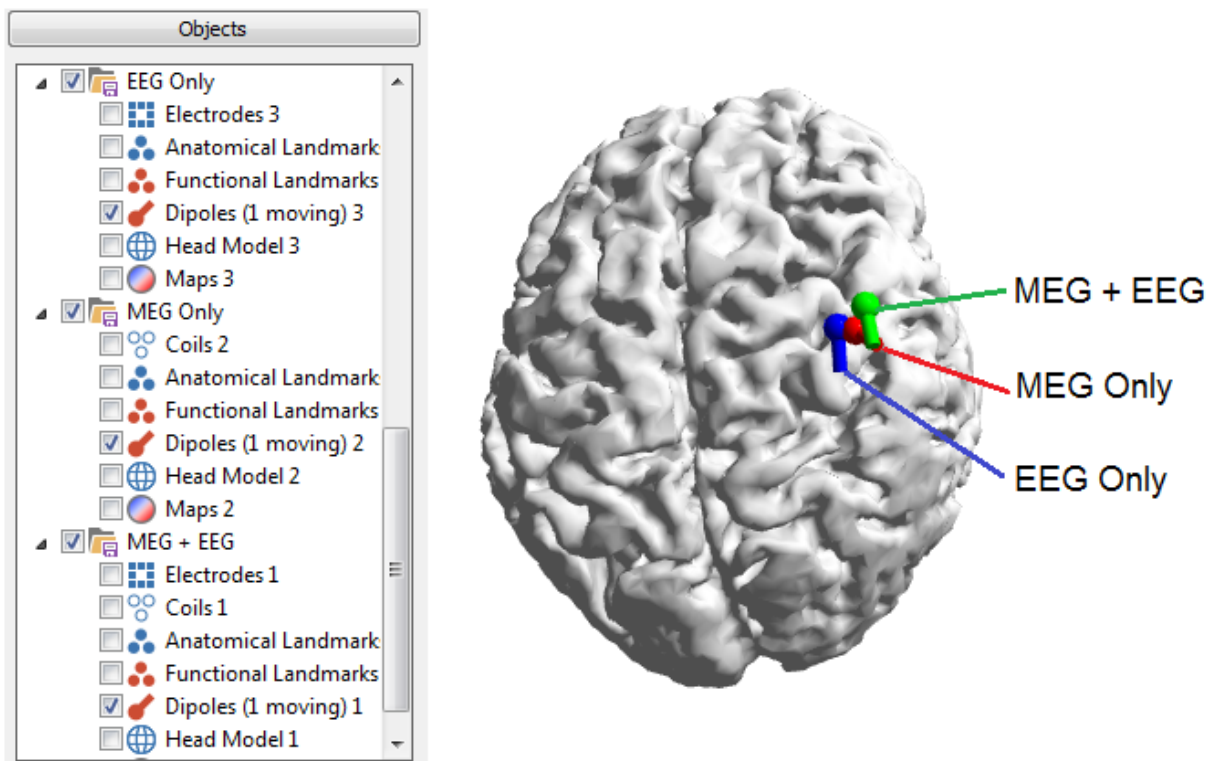 Objects
EEG Only
Electrodes 3
Anatomical Landmark
Functional Landmarks
Dipoles (1 moving) 3
Head Model 3
Maps 3
MEG Only
Coils 2
Anatomical Landmark
Functional Landmarks
Dipoles (1 moving) 2
Head Model 2
Maps 2
MEG + EEG
Electrodes 1
Coils 1
Anatomical Landmark
Functional Landmarks
Dipoles (1 moving) 1
Head Model 1
MEG + EEG
MEG Only
EEG Only